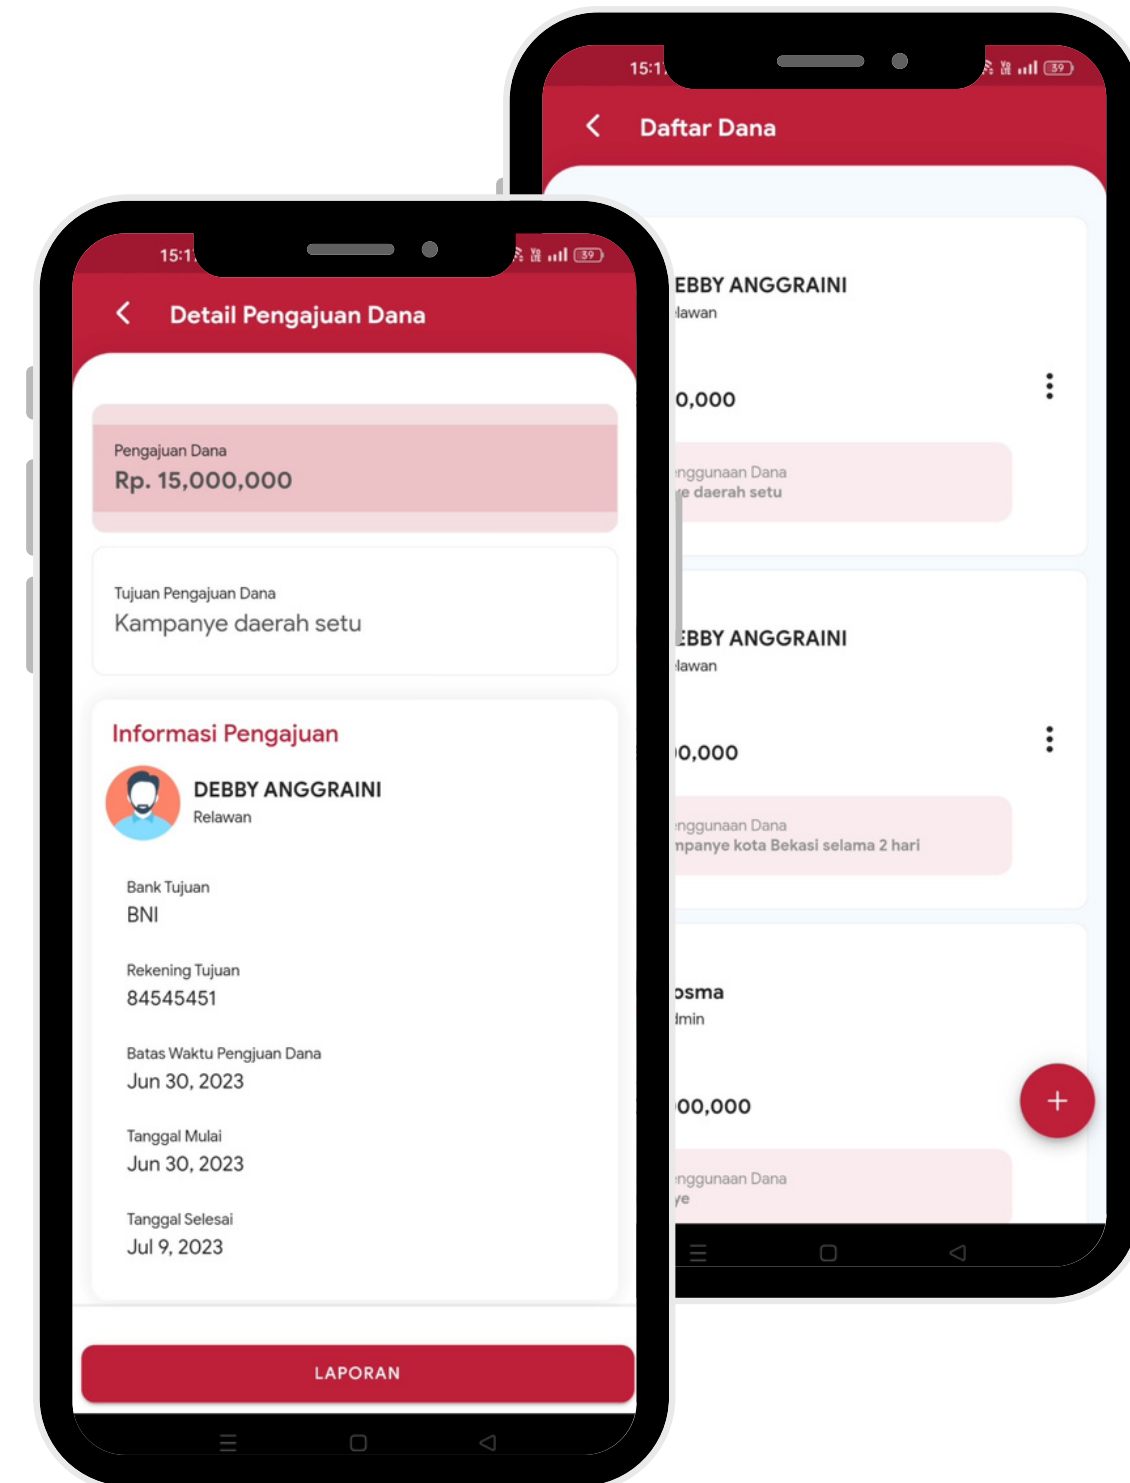 Daftar Dana
39
EBBY ANGGRAINI
lawan
0,000
nggunaan Dana
daerah setu
EBBY ANGGRAINI
lawan
0,000
nggunaan Dana
mpanye kota Bekasi selama 2 hari
osma
dmin
00,000
nggunaan Dana
ye
15:1
39
Detail Pengajuan Dana
Pengajuan Dana
Rp. 15,000,000
Tujuan Pengajuan Dana
Kampanye daerah setu
Informasi Pengajuan
DEBBY ANGGRAINI
Relawan
Bank Tujuan
BNI
Rekening Tujuan
84545451
Batas Waktu Pengjuan Dana
Jun 30, 2023
Tanggal Mulai
Jun 30, 2023
Tanggal Selesai
Jul 9, 2023
LAPORAN